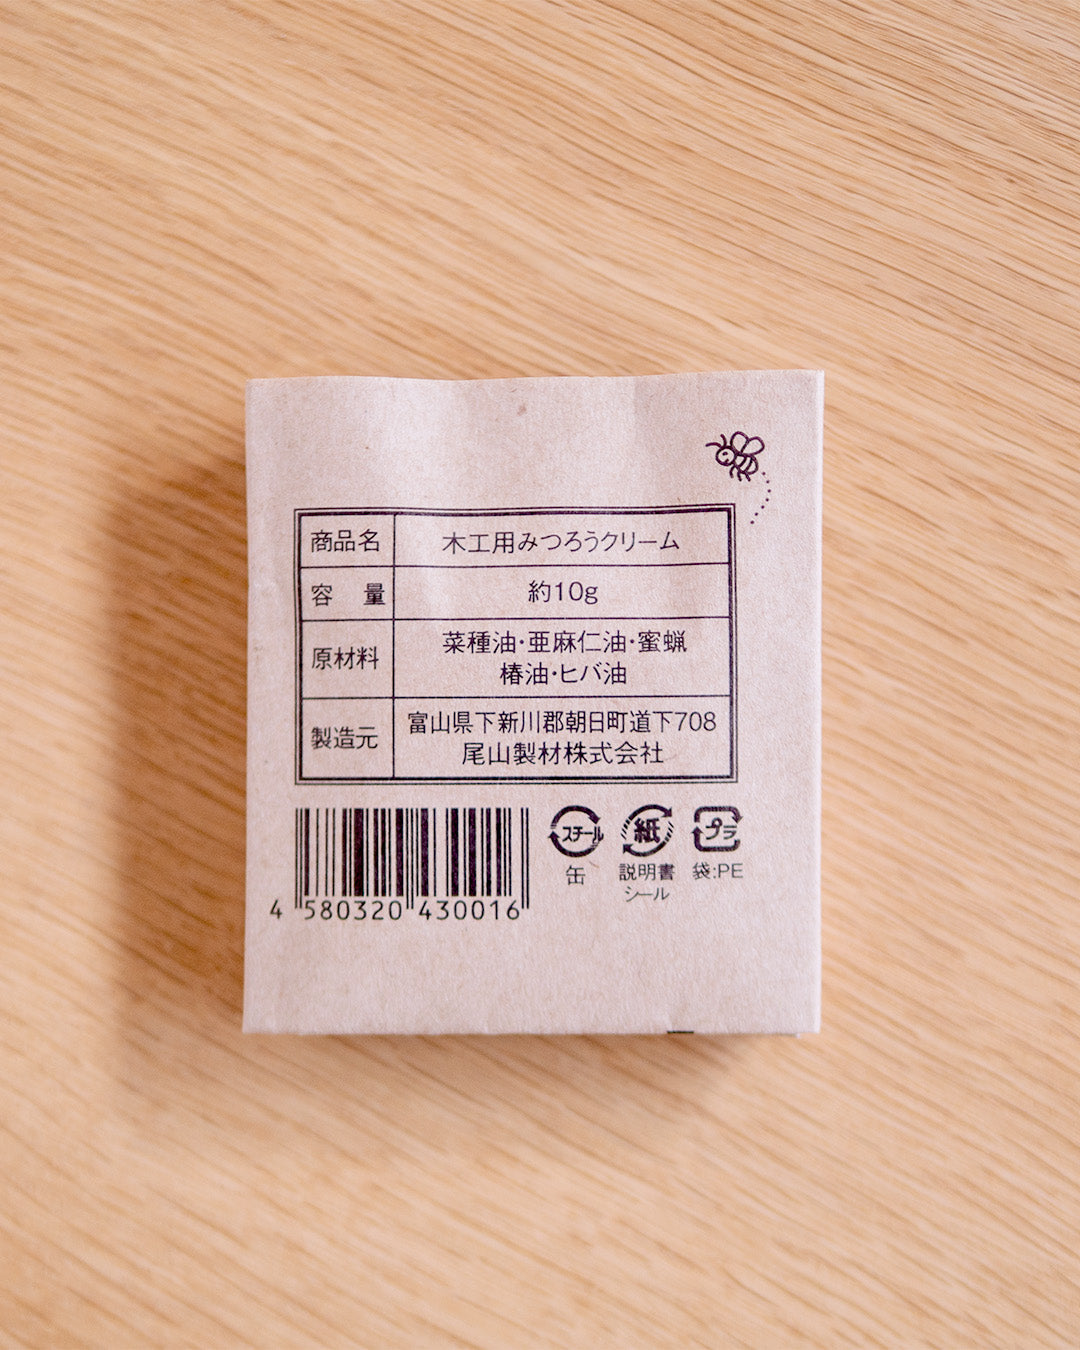 商品名 木工用みつろうクリーム
容 量 約10g
原材料 菜種油・亜麻仁油・蜜蝋
椿油・ヒバ油
製造元 富山県下新川郡朝日町道下708
尾山製材株式会社
スチール
缶
紙
説明書
シール
プラ
袋:PE
4 580320 430016